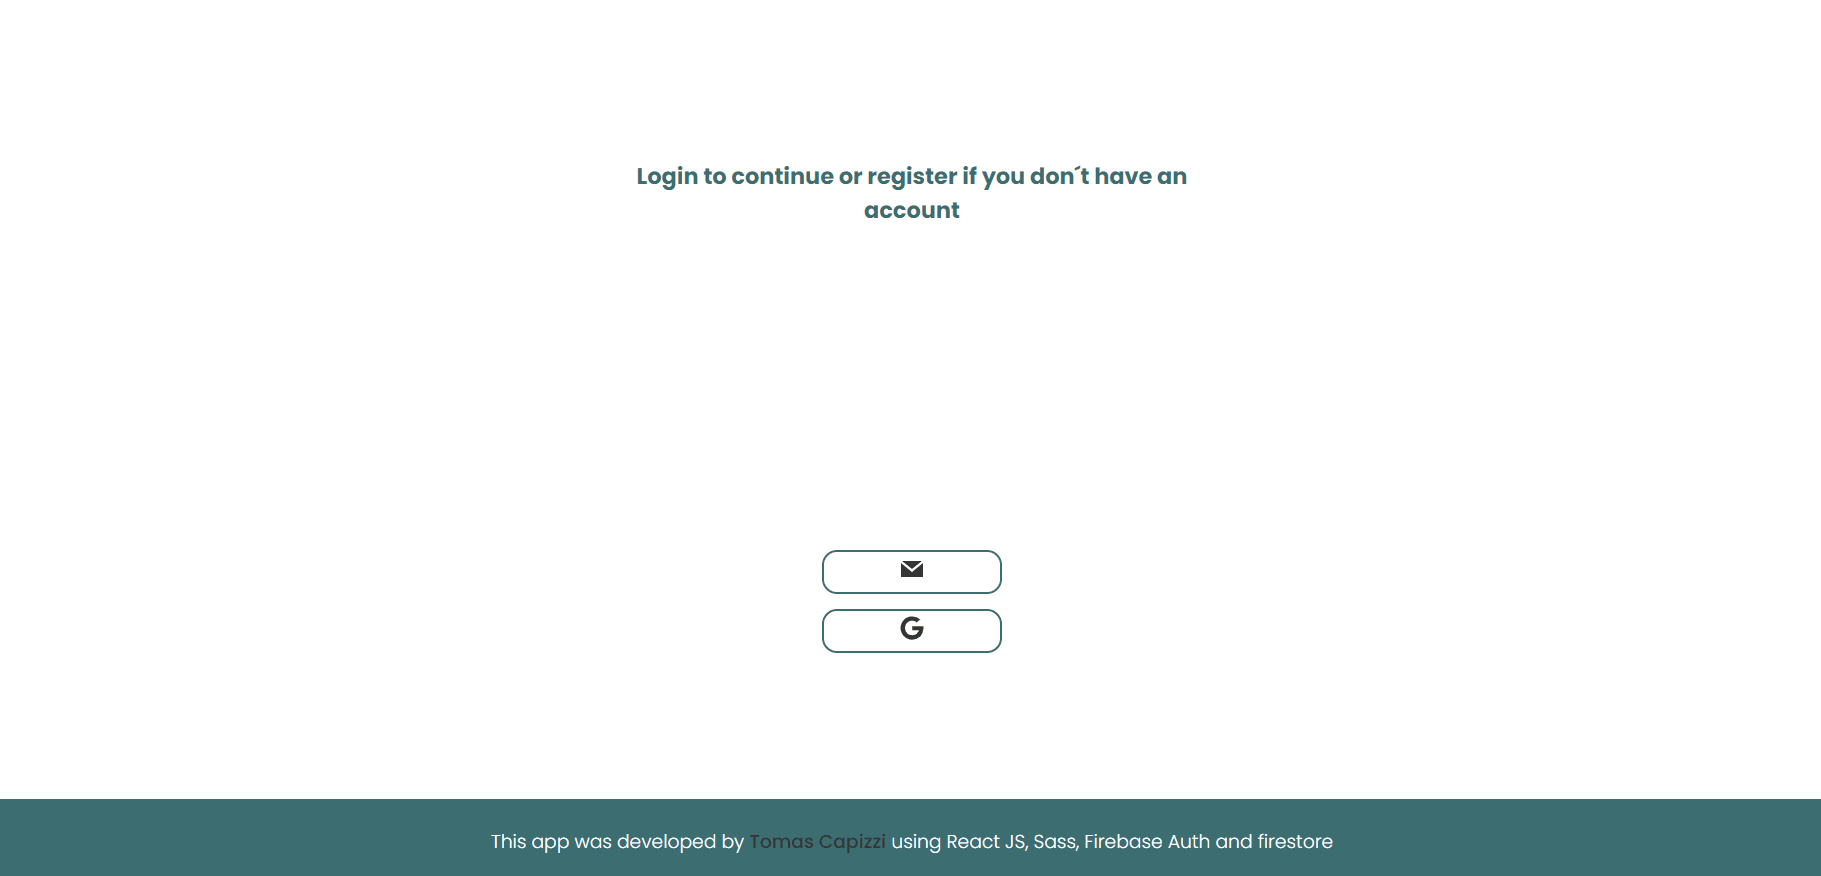 Login to continue or register if you don´t have an
account
This app was developed by Tomas Capizzi using React JS, Sass, Firebase Auth and firestore